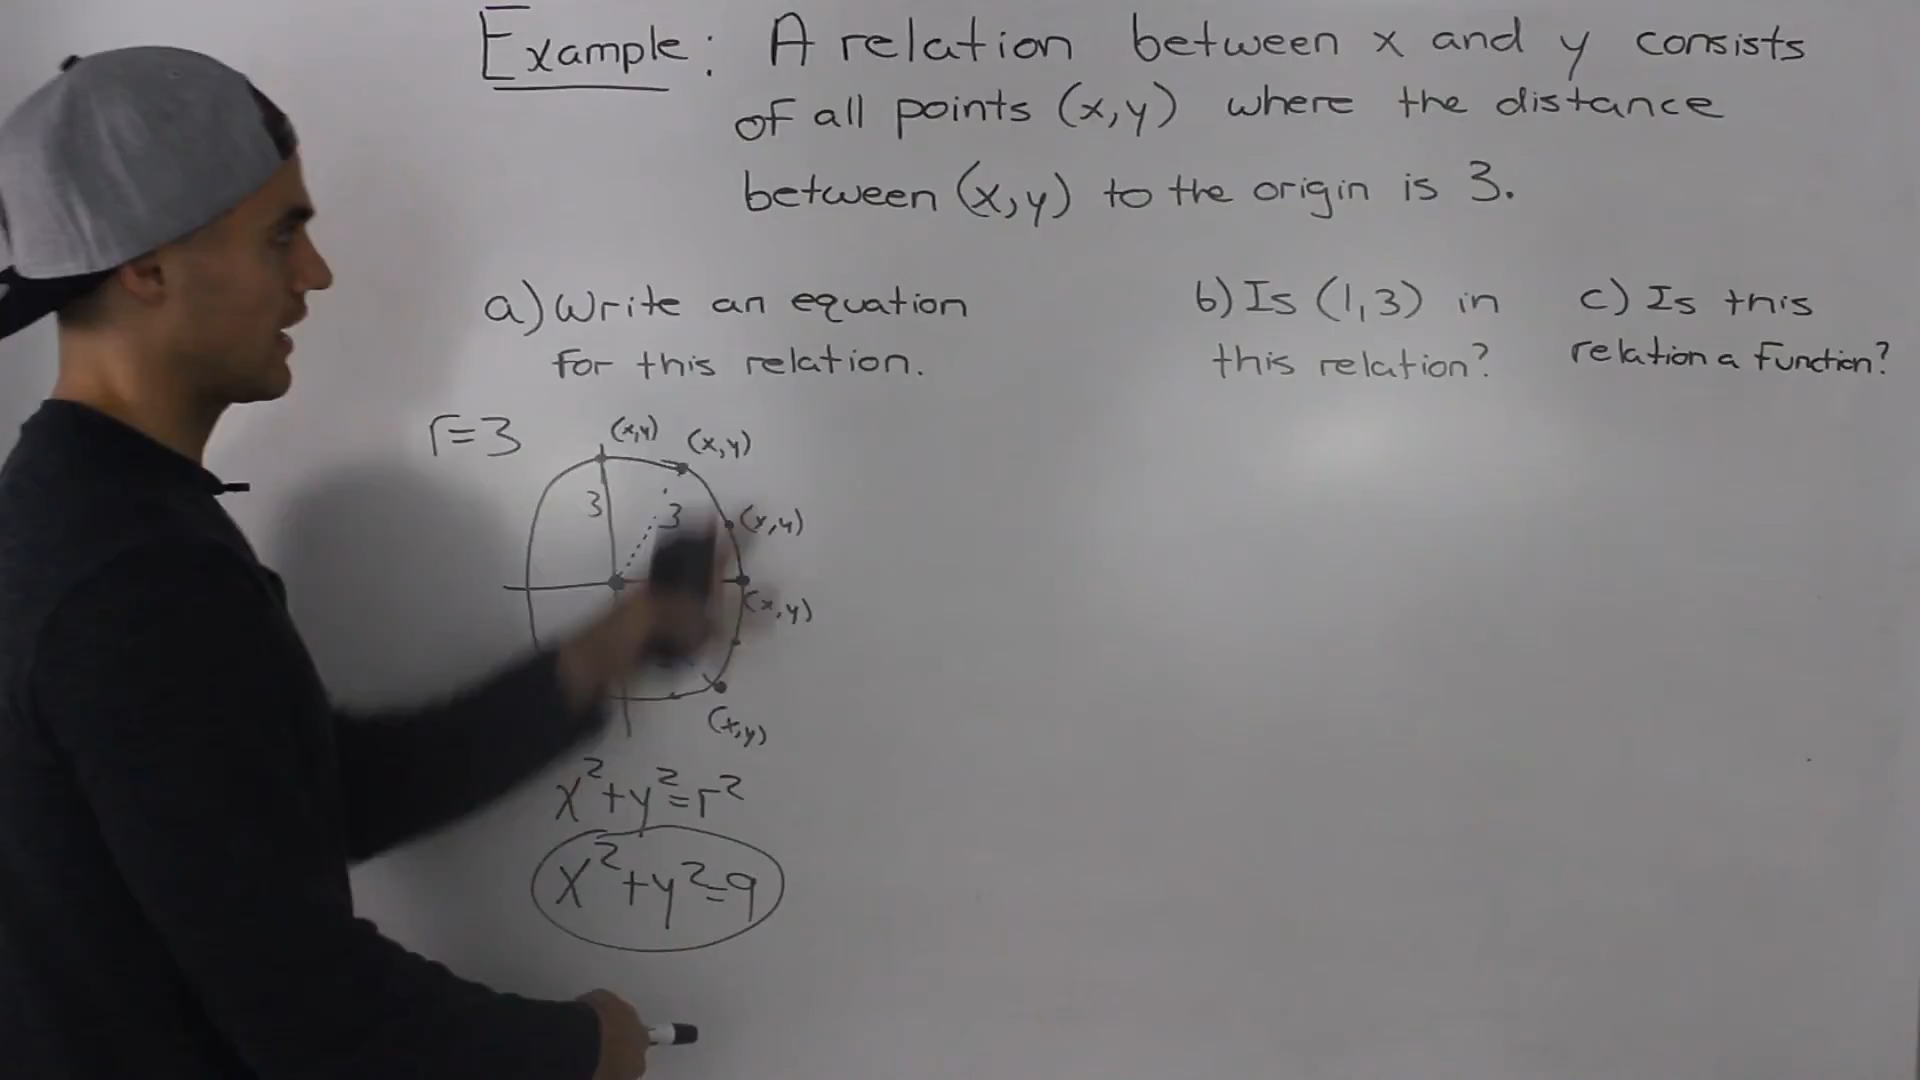 Example: A relation between x and y consists
of all points (x,y) where the distance
between (x,y) to the origin is 3.
a) Write an equation
for this relation.
b) Is (1,3) in
this relation?
c) Is this
relation a function?
r=3
(x,y)
(x,y)
3
3
(x,y)
(x,y)
(x,y)
x²+y²=r²
x²+y²=9